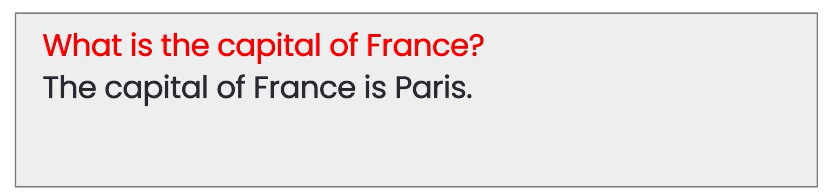 What is the capital of France?
The capital of France is Paris.